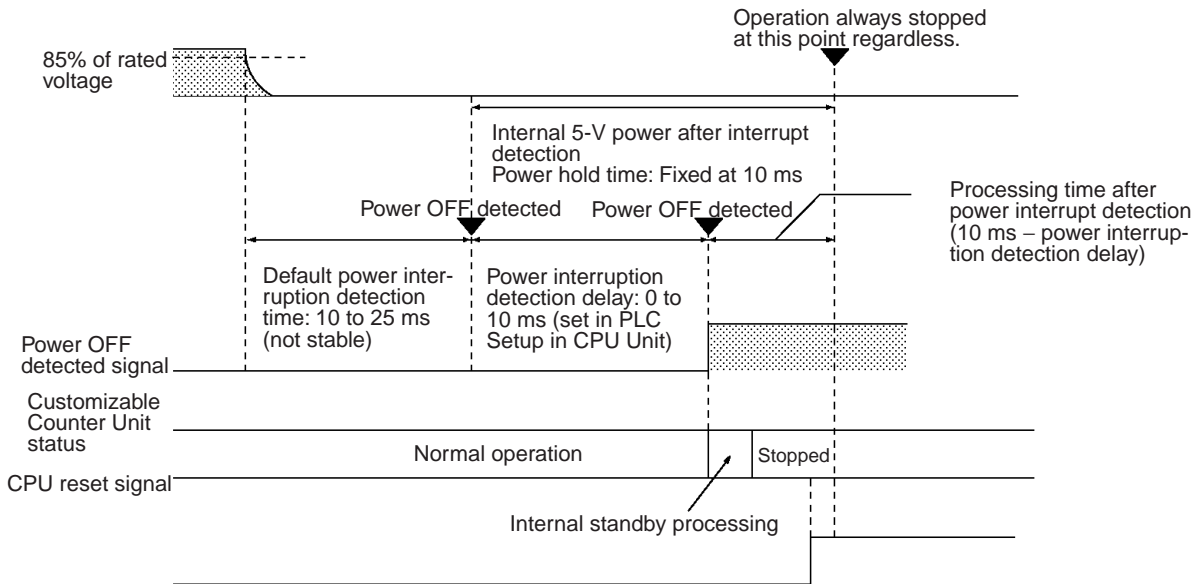 Operation always stopped
at this point regardless.
85% of rated
voltage
Internal 5-V power after interrupt
detection
Power hold time: Fixed at 10 ms
Processing time after
power interrupt detection
(10 ms – power interrup-
tion detection delay)
Power OFF detected
Power OFF detected
Default power inter-
ruption detection
time: 10 to 25 ms
(not stable)
Power interruption
detection delay: 0 to
10 ms (set in PLC
Setup in CPU Unit)
Power OFF
detected signal
Customizable
Counter Unit
status
Normal operation
Stopped
CPU reset signal
Internal standby processing